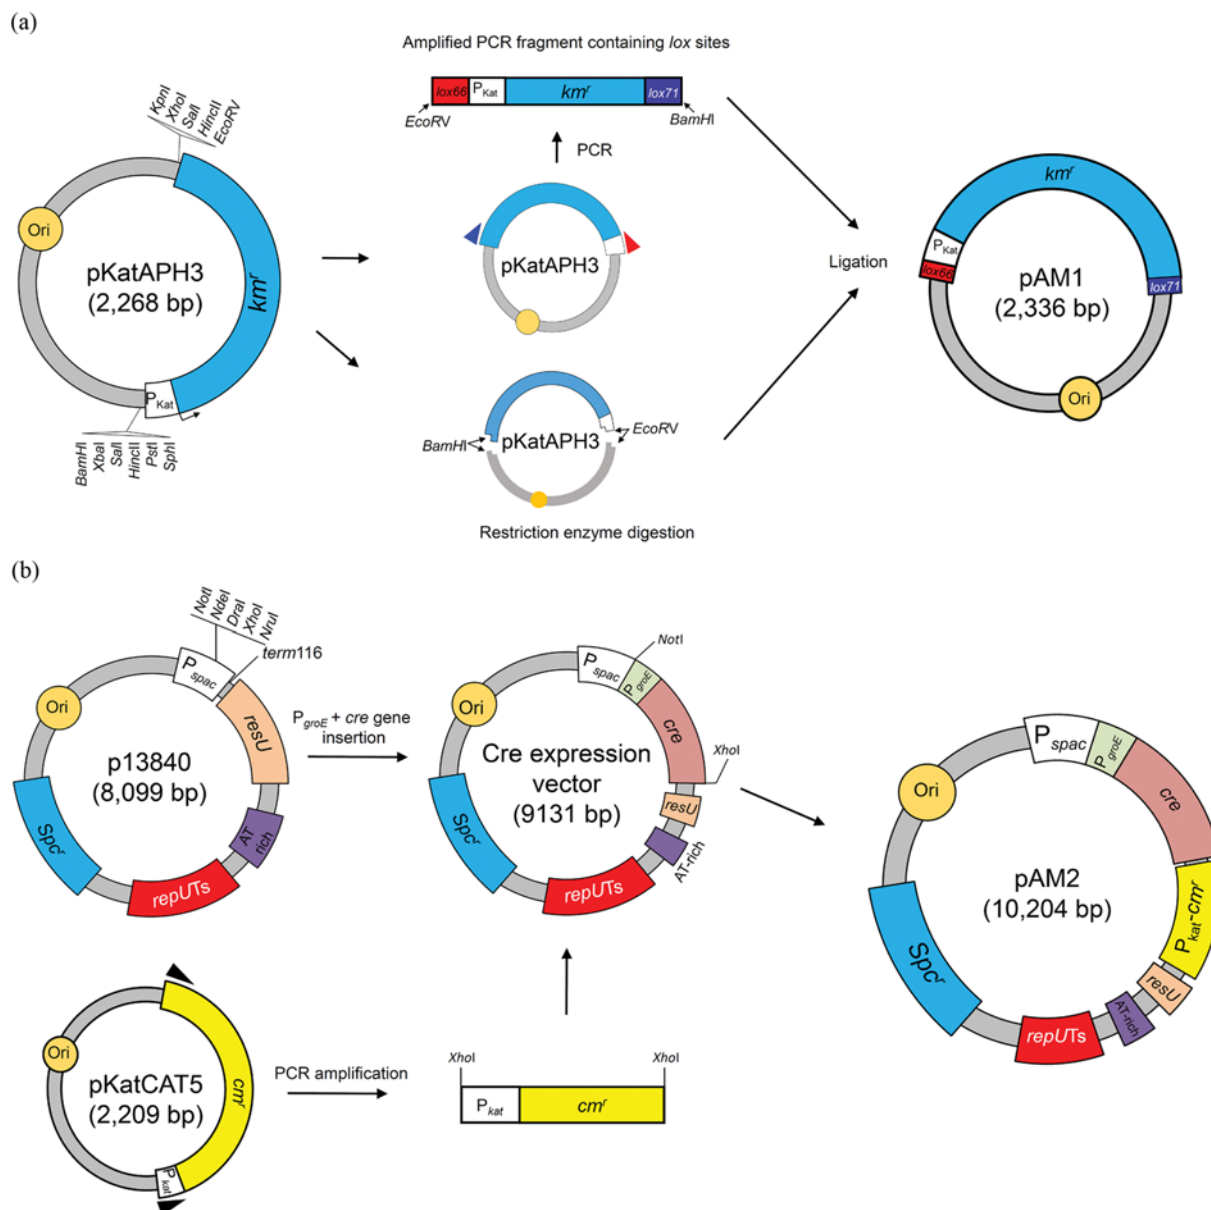 (a)
Amplified PCR fragment containing lox sites
lox66 PKat kmr lox71
EcoRV
BamHI
PCR
KpnI
XhoI
SalI
HincII
EcoRV
Ori
pKatAPH3
(2,268 bp)
kmr
PKat
BamHI
XbaI
SalI
HincII
PstI
SphI
pKatAPH3
BamHI
EcoRV
pKatAPH3
Restriction enzyme digestion
Ligation
kmr
PKat
lox66
lox71
pAM1
(2,336 bp)
Ori
(b)
NotI
NdeI
DraI
XhoI
NruI
term116
Pspac
Ori
resU
p13840
(8,099 bp)
AT
rich
Spcr
repUTs
PgroE + cre gene
insertion
NotI
Pspac
PgroE
cre
Ori
XhoI
Cre expression
vector
(9131 bp)
resU
AT-rich
Spcr
repUTs
Pspac
PgroE
cre
Ori
pAM2
(10,204 bp)
Pkat-cmr
resU
AT-rich
Spcr
repUTs
Ori
pKatCAT5
(2,209 bp)
cmr
Pkat
PCR amplification
XhoI
XhoI
Pkat cmr